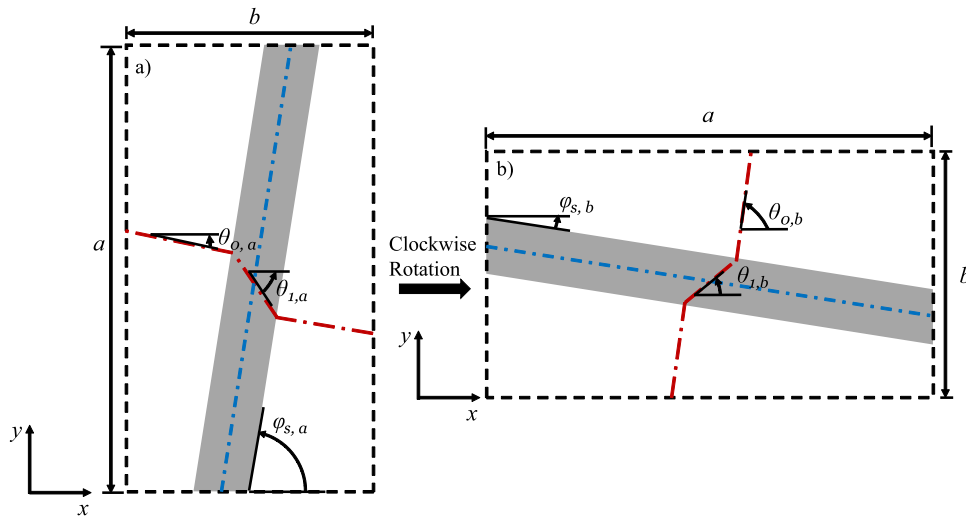 b
a)
a
θo, a
θ1,a
φs, a
y
x
Clockwise
Rotation
a
b)
φs, b
θo,b
θ1,b
b
y
x